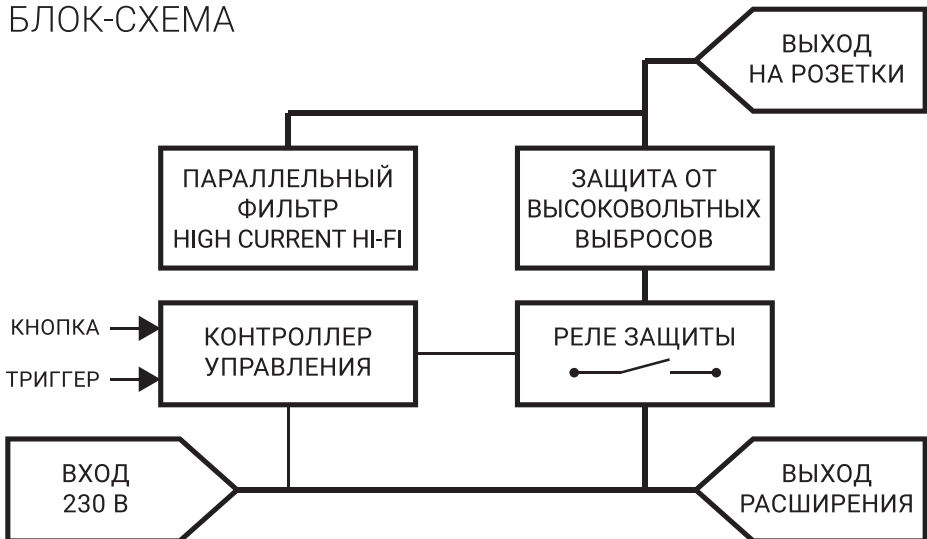 БЛОК-СХЕМА
ВЫХОД
НА РОЗЕТКИ
ПАРАЛЛЕЛЬНЫЙ
ФИЛЬТР
HIGH CURRENT HI-FI
ЗАЩИТА ОТ
ВЫСОКОВОЛЬТНЫХ
ВЫБРОСОВ
КНОПКА
ТРИГГЕР
КОНТРОЛЛЕР
УПРАВЛЕНИЯ
РЕЛЕ ЗАЩИТЫ
ВХОД
230 В
ВЫХОД
РАСШИРЕНИЯ